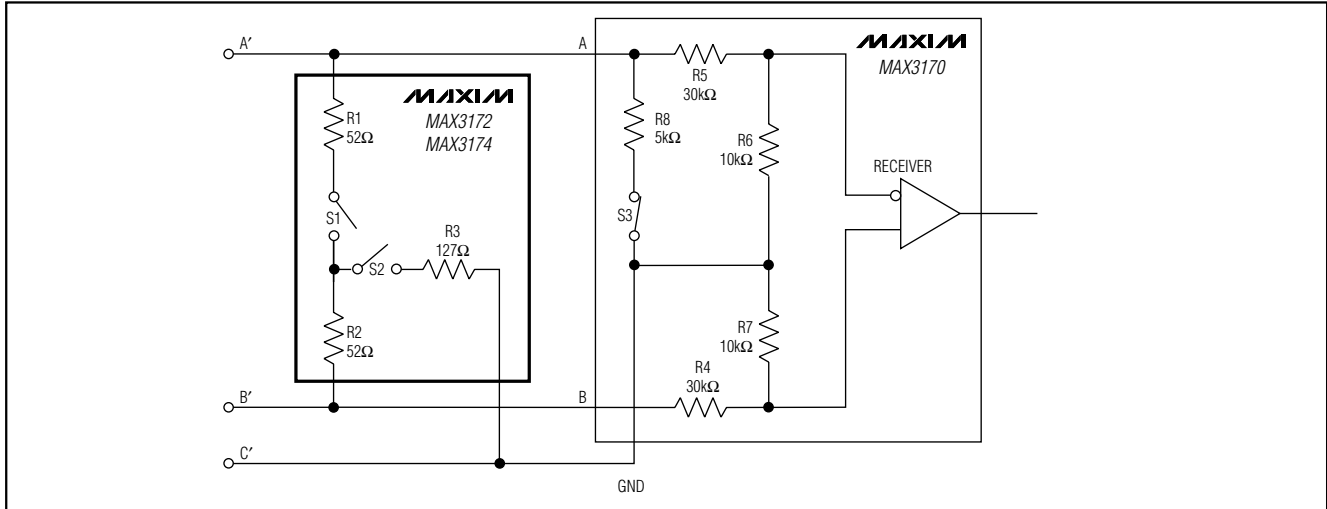 A′
A
MAXIM
MAX3170
R5
30kΩ
MAXIM
MAX3172
MAX3174
R1
52Ω
R8
5kΩ
R6
10kΩ
RECEIVER
S1
S3
R3
127Ω
S2
R2
52Ω
R7
10kΩ
R4
30kΩ
B′
B
C′
GND